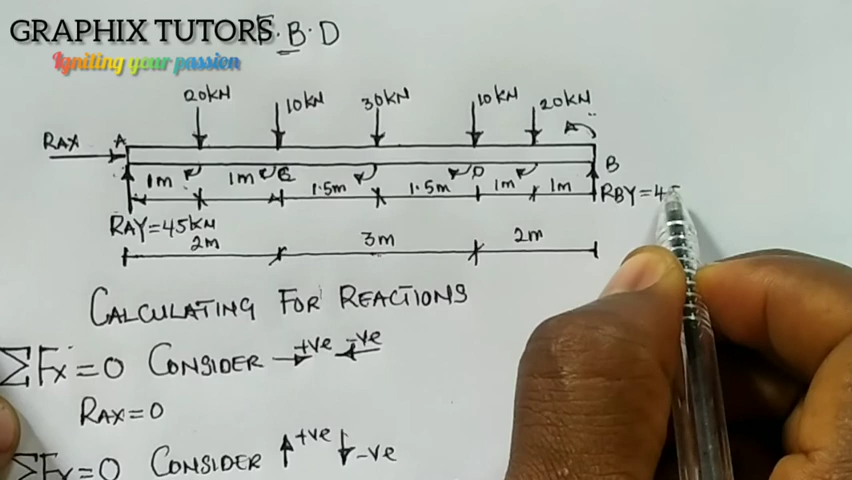 GRAPHIX TUTORS F.B.D
Igniting your passion
20KN 10KN 30KN 10KN 20KN
RAX A
B
1m 1m C 1.5m 1.5m D 1m 1m RBY=45
RAY=45KN
2m 3m 2m
CALCULATING FOR REACTIONS
ΣFx=0 CONSIDER +ve -ve
RAX=0
ΣFy=0 CONSIDER +ve -ve